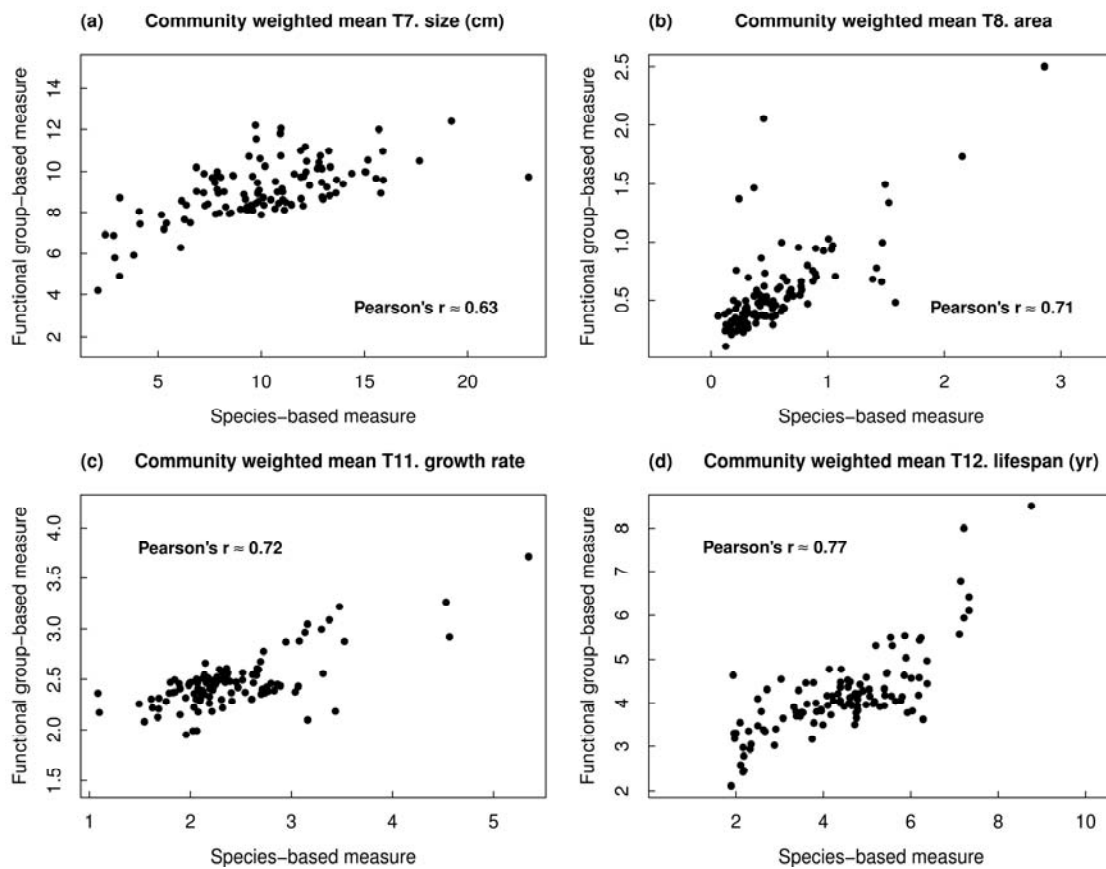 (a) Community weighted mean T7. size (cm)
Functional group−based measure
14
12
10
8
6
4
2
Pearson's r ≈ 0.63
5 10 15 20
Species−based measure
(b) Community weighted mean T8. area
Functional group−based measure
2.5
2.0
1.5
1.0
0.5
Pearson's r ≈ 0.71
0 1 2 3
Species−based measure
(c) Community weighted mean T11. growth rate
Functional group−based measure
4.0
3.5
3.0
2.5
2.0
1.5
Pearson's r ≈ 0.72
1 2 3 4 5
Species−based measure
(d) Community weighted mean T12. lifespan (yr)
Functional group−based measure
8
7
6
5
4
3
2
Pearson's r ≈ 0.77
2 4 6 8 10
Species−based measure